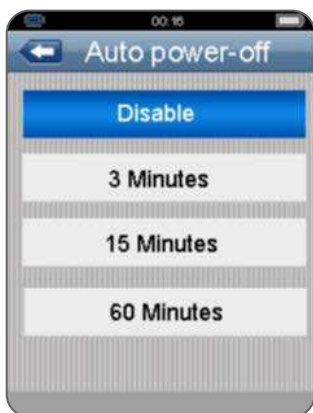 00:16
Auto power-off
Disable
3 Minutes
15 Minutes
60 Minutes